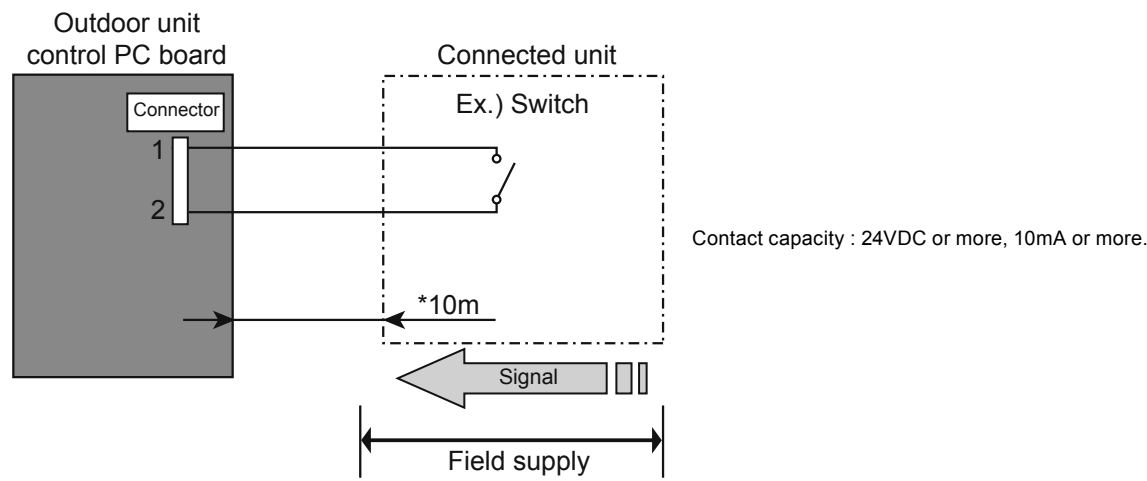 Outdoor unit
control PC board
Connected unit
Connector
Ex.) Switch
1
2
Contact capacity : 24VDC or more, 10mA or more.
*10m
Signal
Field supply